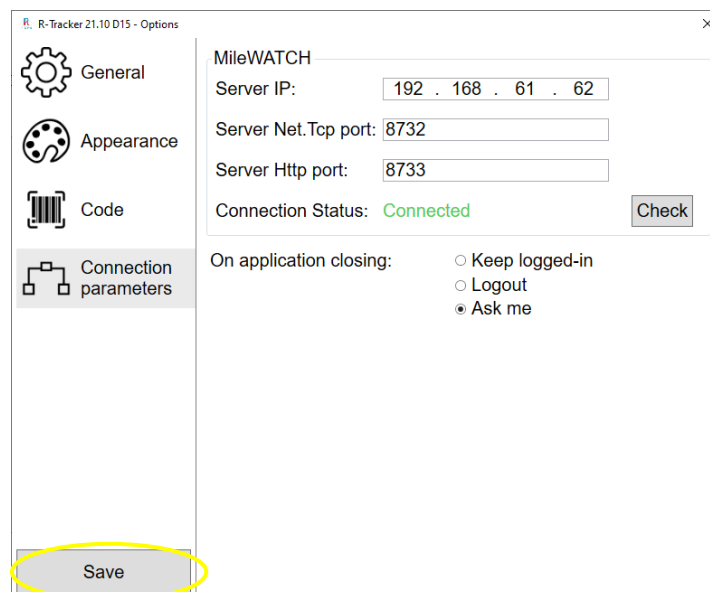 R-Tracker 21.10 D15 - Options
General
Appearance
Code
Connection
parameters
Save
MileWATCH
Server IP: 192 . 168 . 61 . 62
Server Net.Tcp port: 8732
Server Http port: 8733
Connection Status: Connected Check
On application closing: Keep logged-in
Logout
Ask me